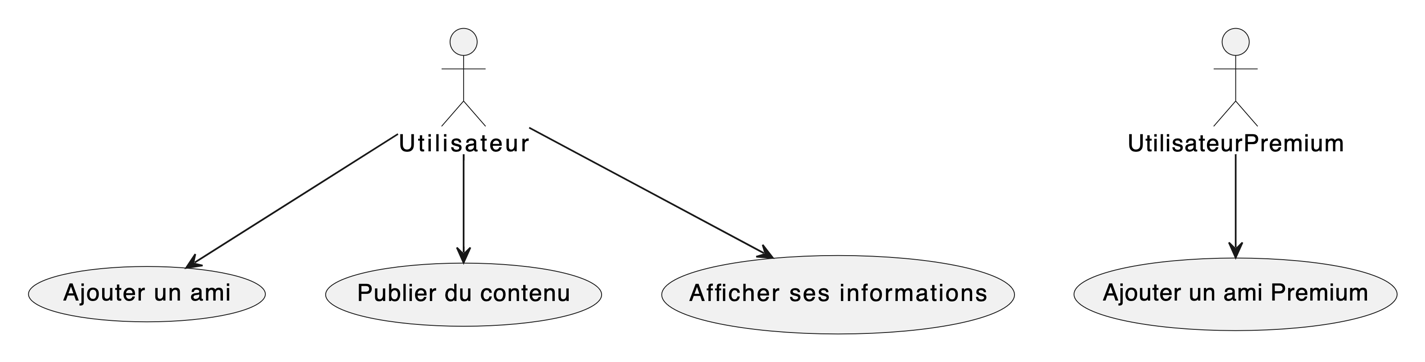 Utilisateur
UtilisateurPremium
Ajouter un ami
Publier du contenu
Afficher ses informations
Ajouter un ami Premium